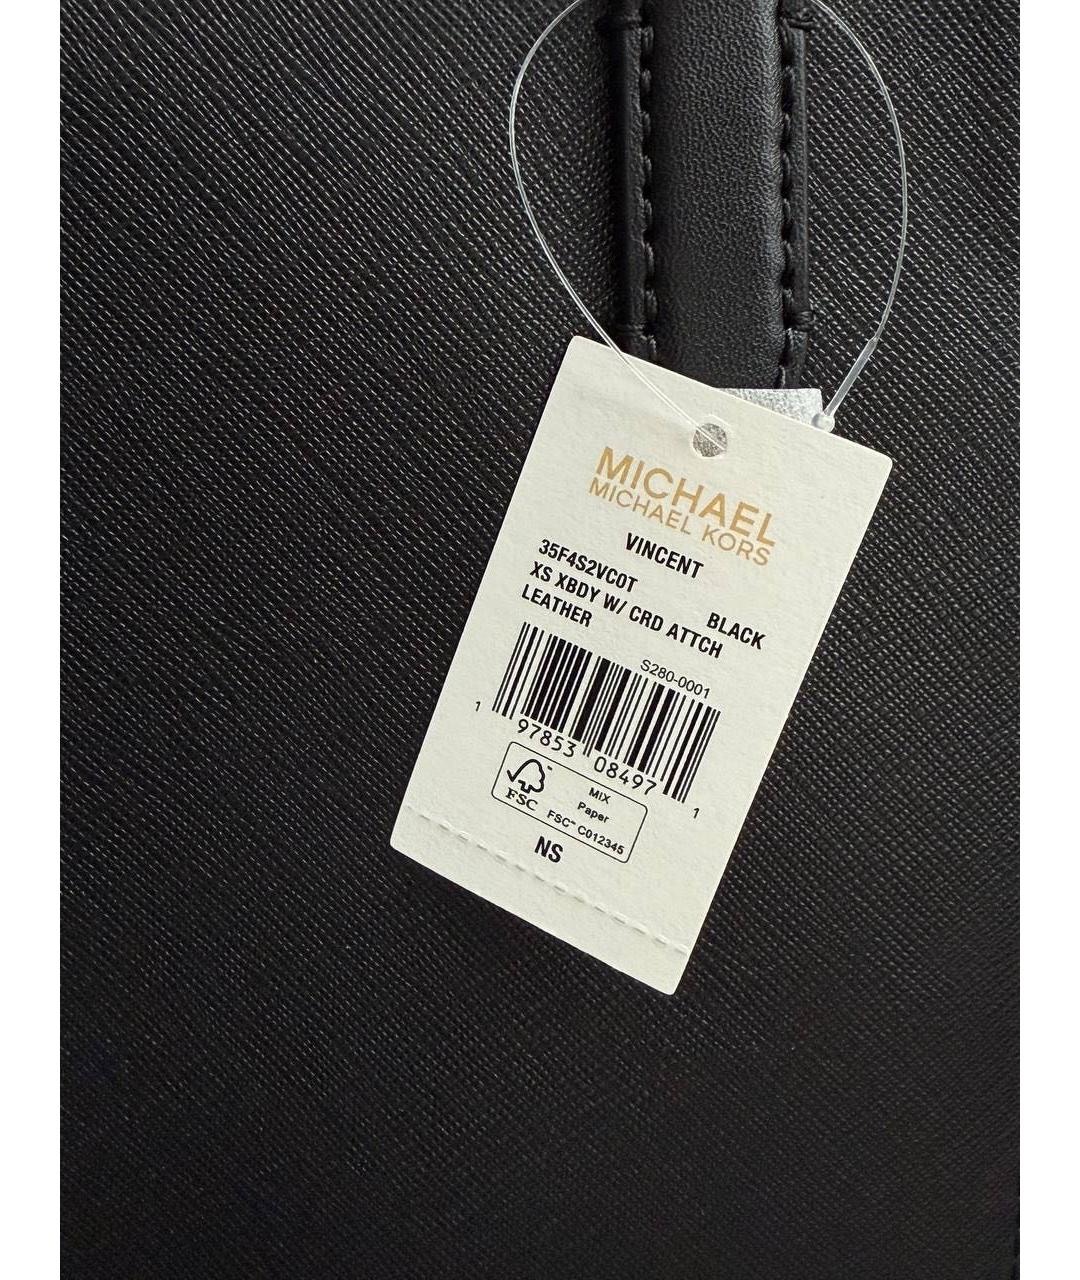 MICHAEL
MICHAEL KORS
VINCENT
35F4S2VC0T BLACK
XS XBDY W/ CRD ATTCH
LEATHER
S280-0001
1 97853 08497 1
FSC MIX
Paper
FSC™ C012345
NS